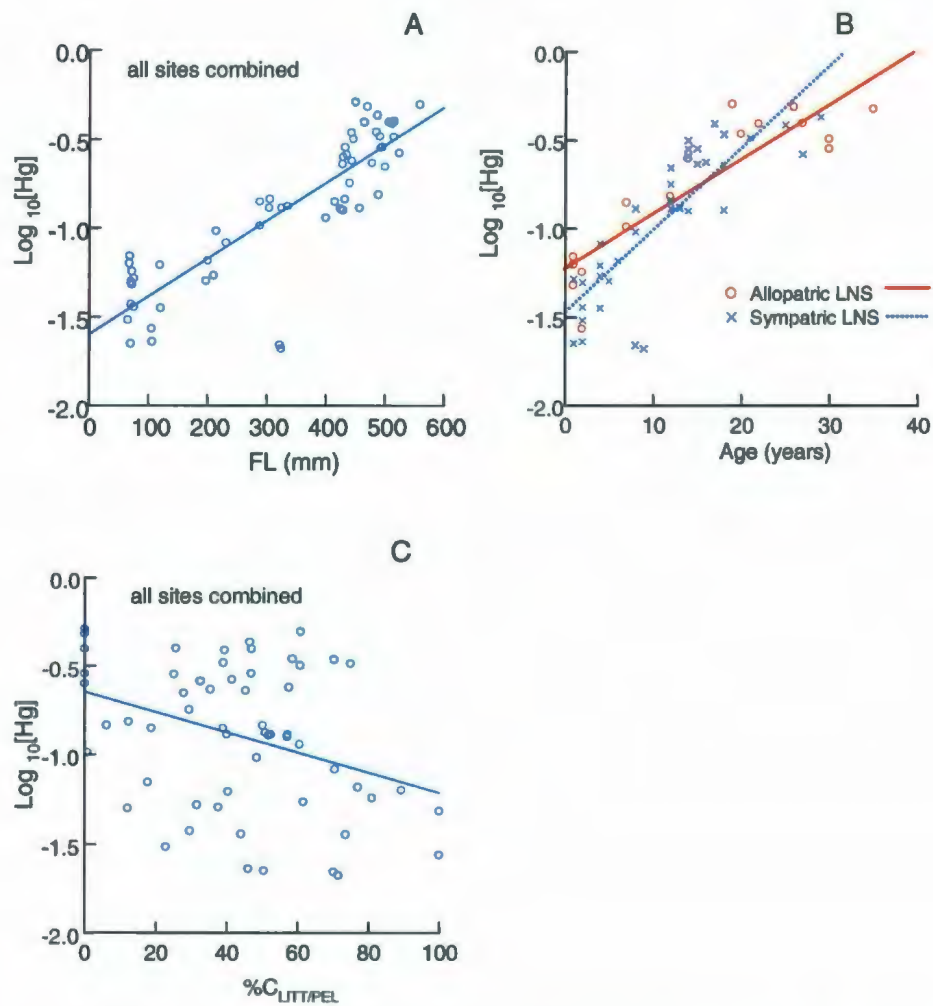 A
0.0
all sites combined
-0.5
-1.0
-1.5
-2.0
Log 10[Hg]
0 100 200 300 400 500 600
FL (mm)
B
0.0
-0.5
-1.0
-1.5
-2.0
Log 10[Hg]
Allopatric LNS
Sympatric LNS
0 10 20 30 40
Age (years)
C
0.0
all sites combined
-0.5
-1.0
-1.5
-2.0
Log 10[Hg]
0 20 40 60 80 100
%C LITT/PEL